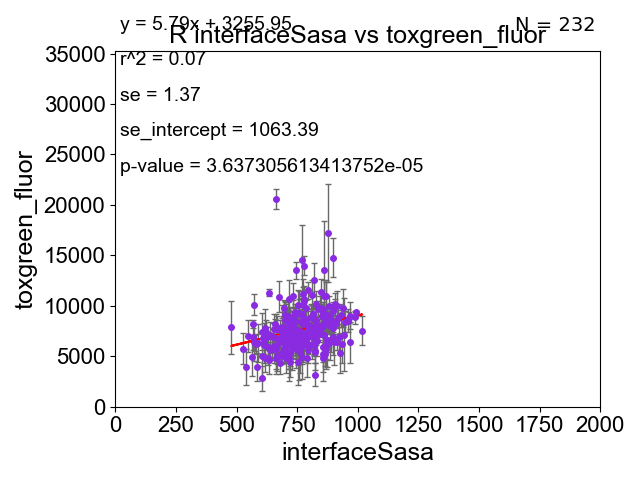 y = 5.79x + 3255.95
N = 232
R interfaceSasa vs toxgreen_fluor
r^2 = 0.07
se = 1.37
se_intercept = 1063.39
p-value = 3.637305613413752e-05
toxgreen_fluor
35000
30000
25000
20000
15000
10000
5000
0
0 250 500 750 1000 1250 1500 1750 2000
interfaceSasa